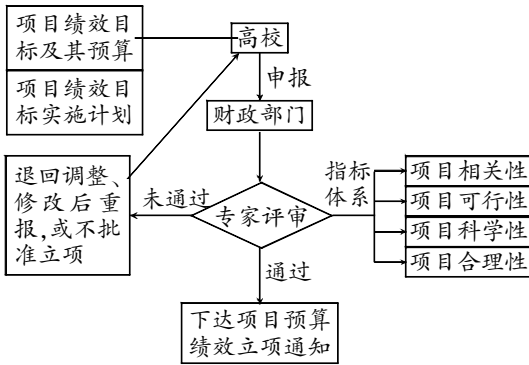 项目绩效目
标及其预算
高校
项目绩效目
标实施计划
申报
财政部门
退回调整、
修改后重
报,或不批
准立项
未通过
专家评审
指标
体系
项目相关性
项目可行性
项目科学性
项目合理性
通过
下达项目预算
绩效立项通知